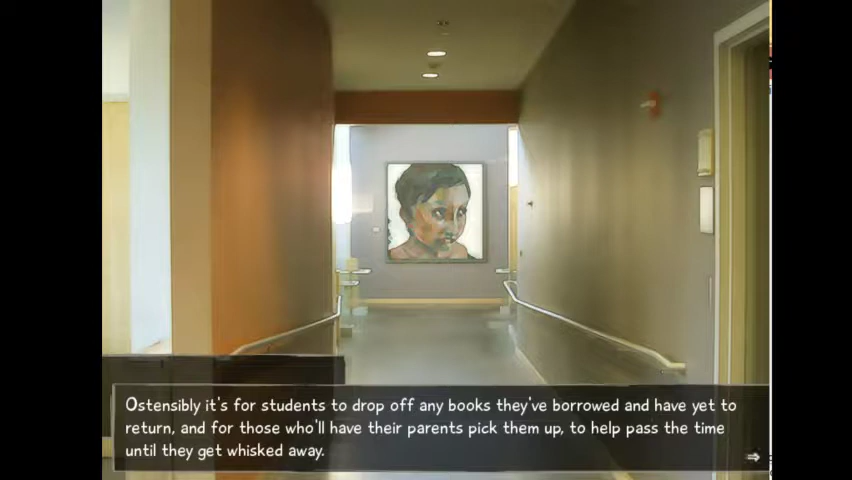 Ostensibly it's for students to drop off any books they've borrowed and have yet to
return, and for those who'll have their parents pick them up, to help pass the time
until they get whisked away.